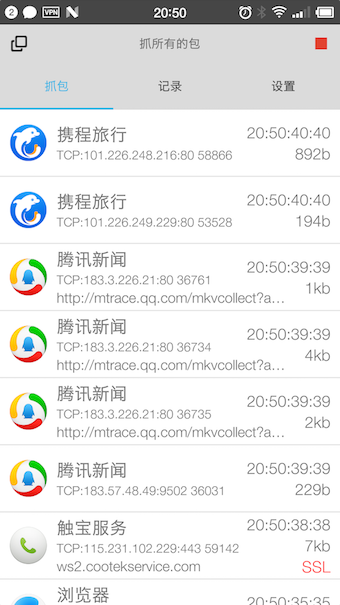 2 VPN N 20:50
抓所有的包
抓包 记录 设置
携程旅行 20:50:40:40
TCP:101.226.248.216:80 58866 892b
携程旅行 20:50:40:40
TCP:101.226.249.229:80 53528 194b
腾讯新闻 20:50:39:39
TCP:183.3.226.21:80 36761 1kb
http://mtrace.qq.com/mkvcollect?a...
腾讯新闻 20:50:39:39
TCP:183.3.226.21:80 36734 4kb
http://mtrace.qq.com/mkvcollect?a...
腾讯新闻 20:50:39:39
TCP:183.3.226.21:80 36735 2kb
http://mtrace.qq.com/mkvcollect?a...
腾讯新闻 20:50:39:39
TCP:183.57.48.49:9502 36031 229b
触宝服务 20:50:38:38
TCP:115.231.102.229:443 59142 7kb
ws2.cootekservice.com SSL
浏览器 20:50:35:35